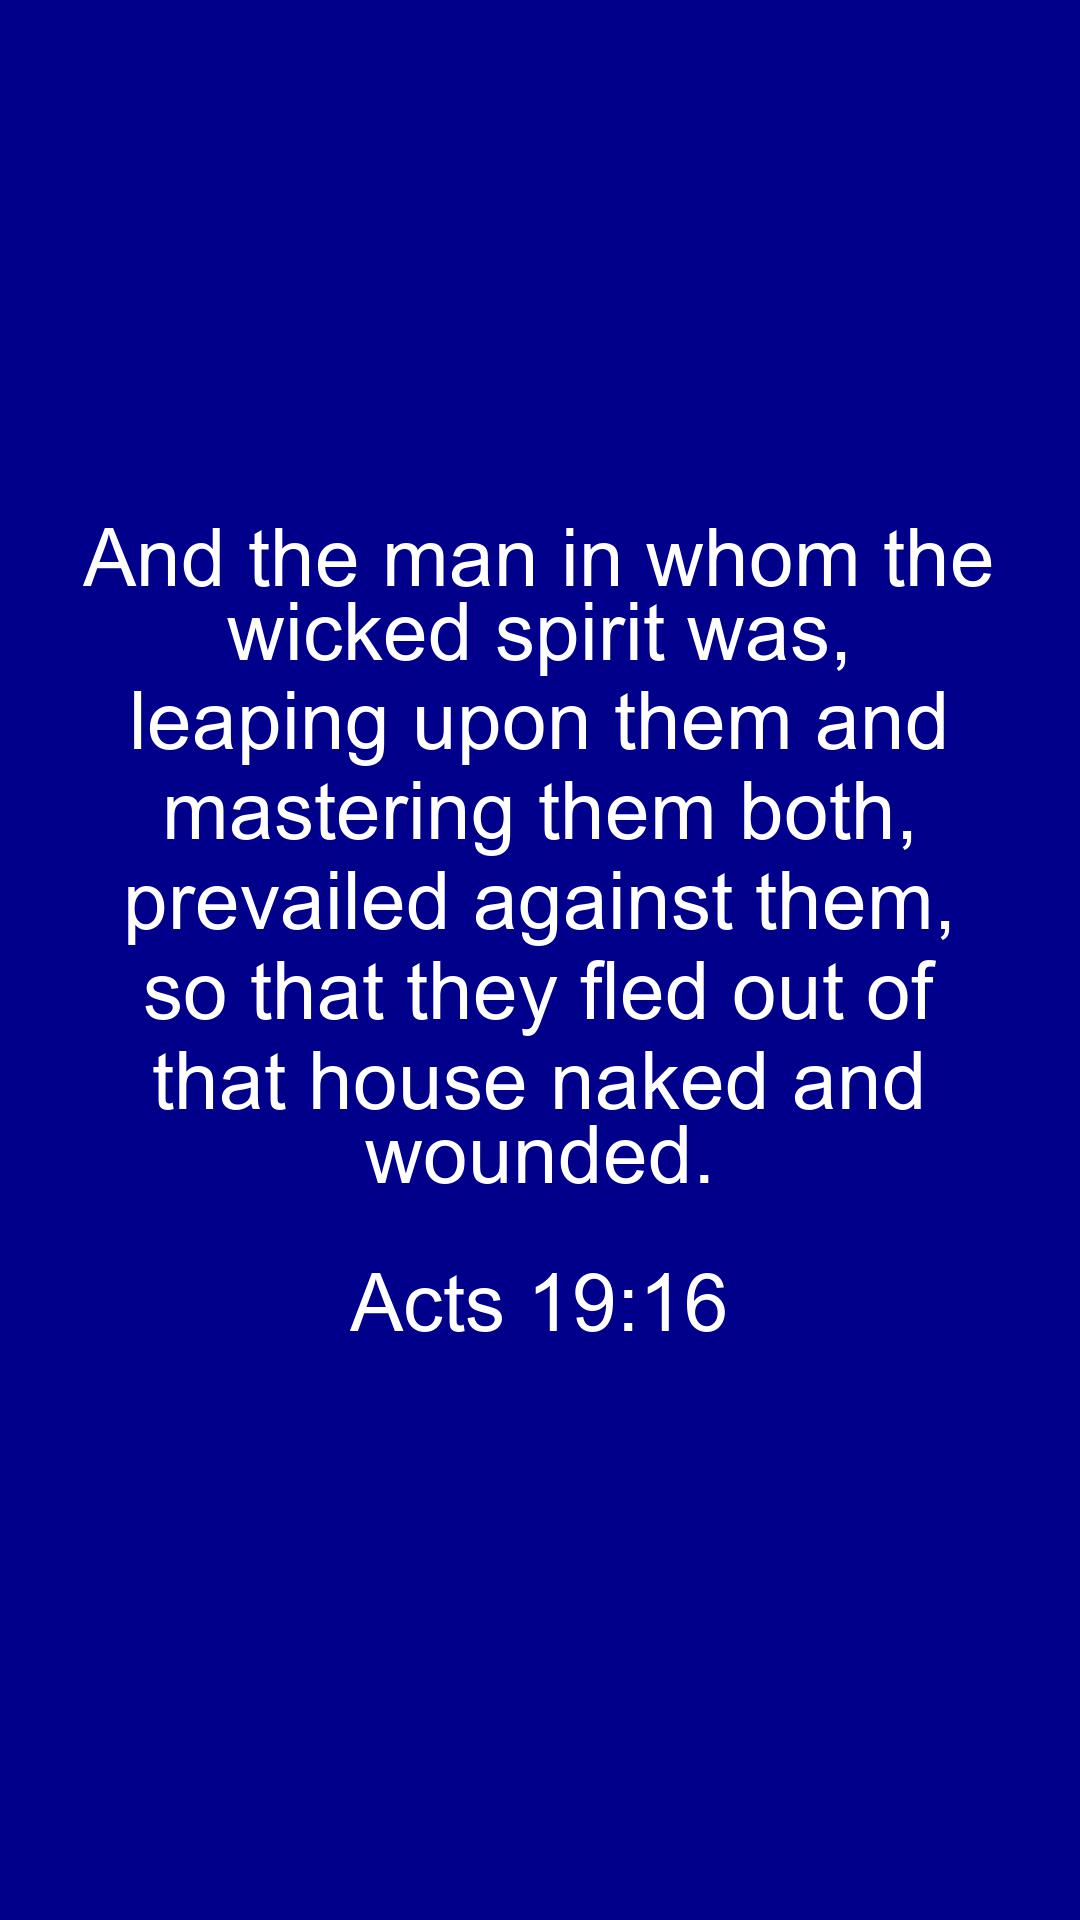 And the man in whom the
wicked spirit was,
leaping upon them and
mastering them both,
prevailed against them,
so that they fled out of
that house naked and
wounded.
Acts 19:16